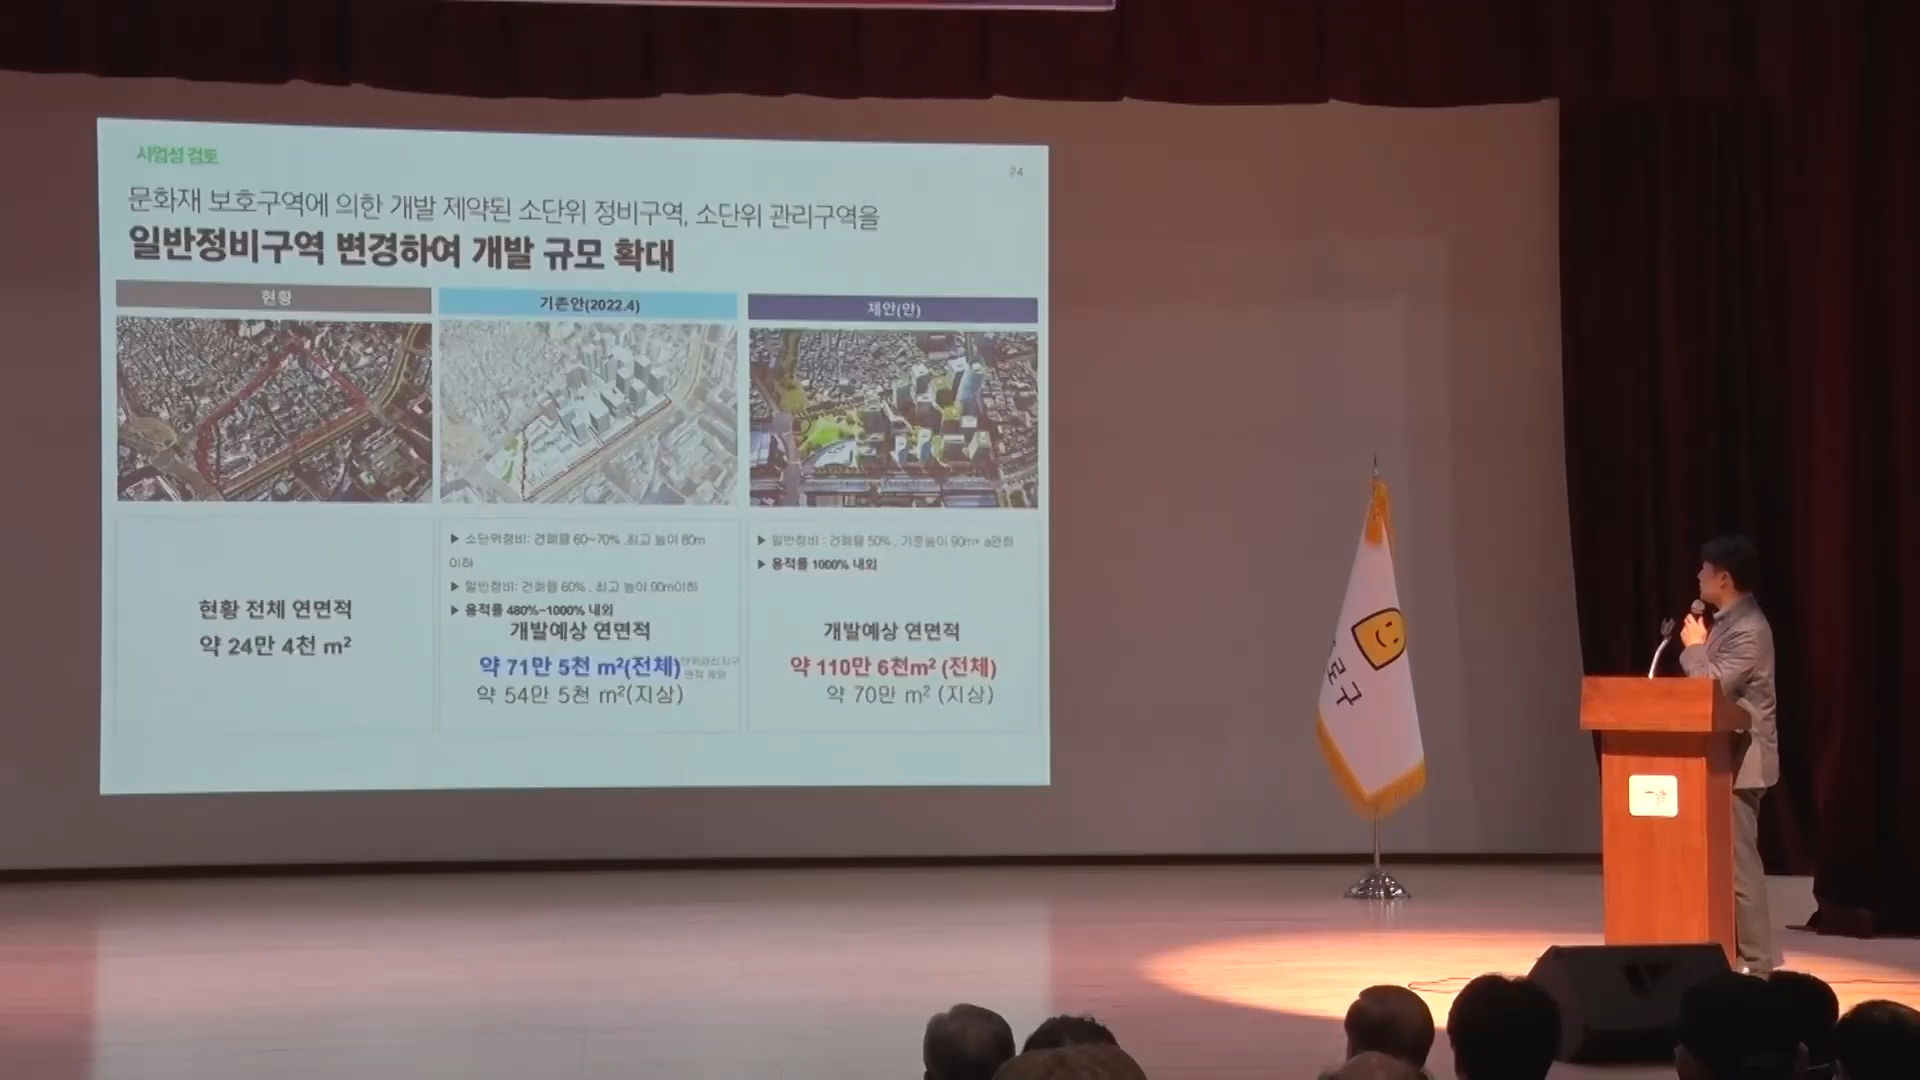 시업성 검토
24
문화재 보호구역에 의한 개발 제약된 소단위 정비구역, 소단위 관리구역을
일반정비구역 변경하여 개발 규모 확대
현황
기존안(2022.4)
제안(안)
현황 전체 연면적
약 24만 4천 m²
▶ 소단위정비: 건폐율 60~70% ,최고 높이 80m
이하
▶ 일반정비: 건폐율 60% , 최고 높이 90m이하
▶ 용적률 480%~1000% 내외
개발예상 연면적
약 71만 5천 m²(전체)
약 54만 5천 m²(지상)
▶ 일반정비 : 건폐율 50% , 기준높이 90m+ a완화
▶ 용적률 1000% 내외
개발예상 연면적
약 110만 6천m² (전체)
약 70만 m² (지상)
로구